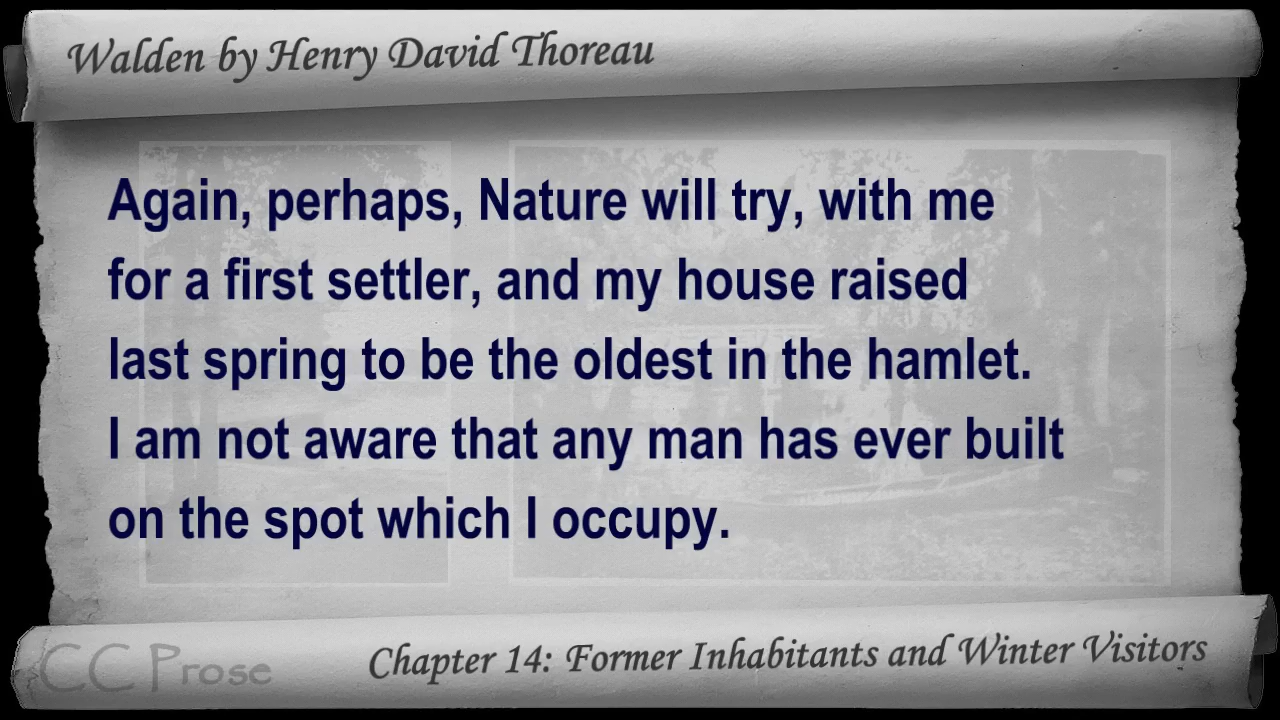 Walden by Henry David Thoreau
Again, perhaps, Nature will try, with me
for a first settler, and my house raised
last spring to be the oldest in the hamlet.
I am not aware that any man has ever built
on the spot which I occupy.
CC Prose
Chapter 14: Former Inhabitants and Winter Visitors